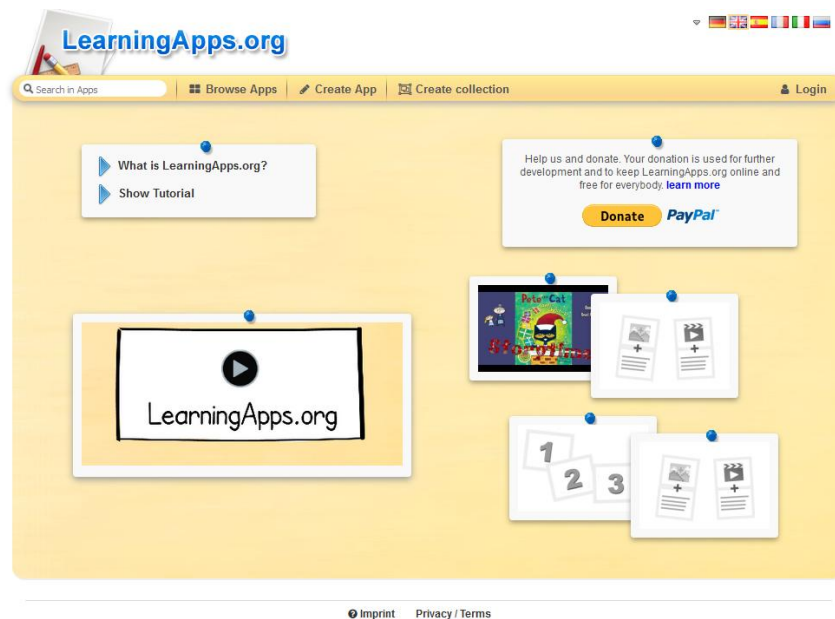 LearningApps.org
Search in Apps
Browse Apps
Create App
Create collection
Login
What is LearningApps.org?
Show Tutorial
Help us and donate. Your donation is used for further
development and to keep LearningApps.org online and
free for everybody. learn more
Donate PayPal
Pete the Cat
Storytime
LearningApps.org
1
2
3
Imprint
Privacy / Terms